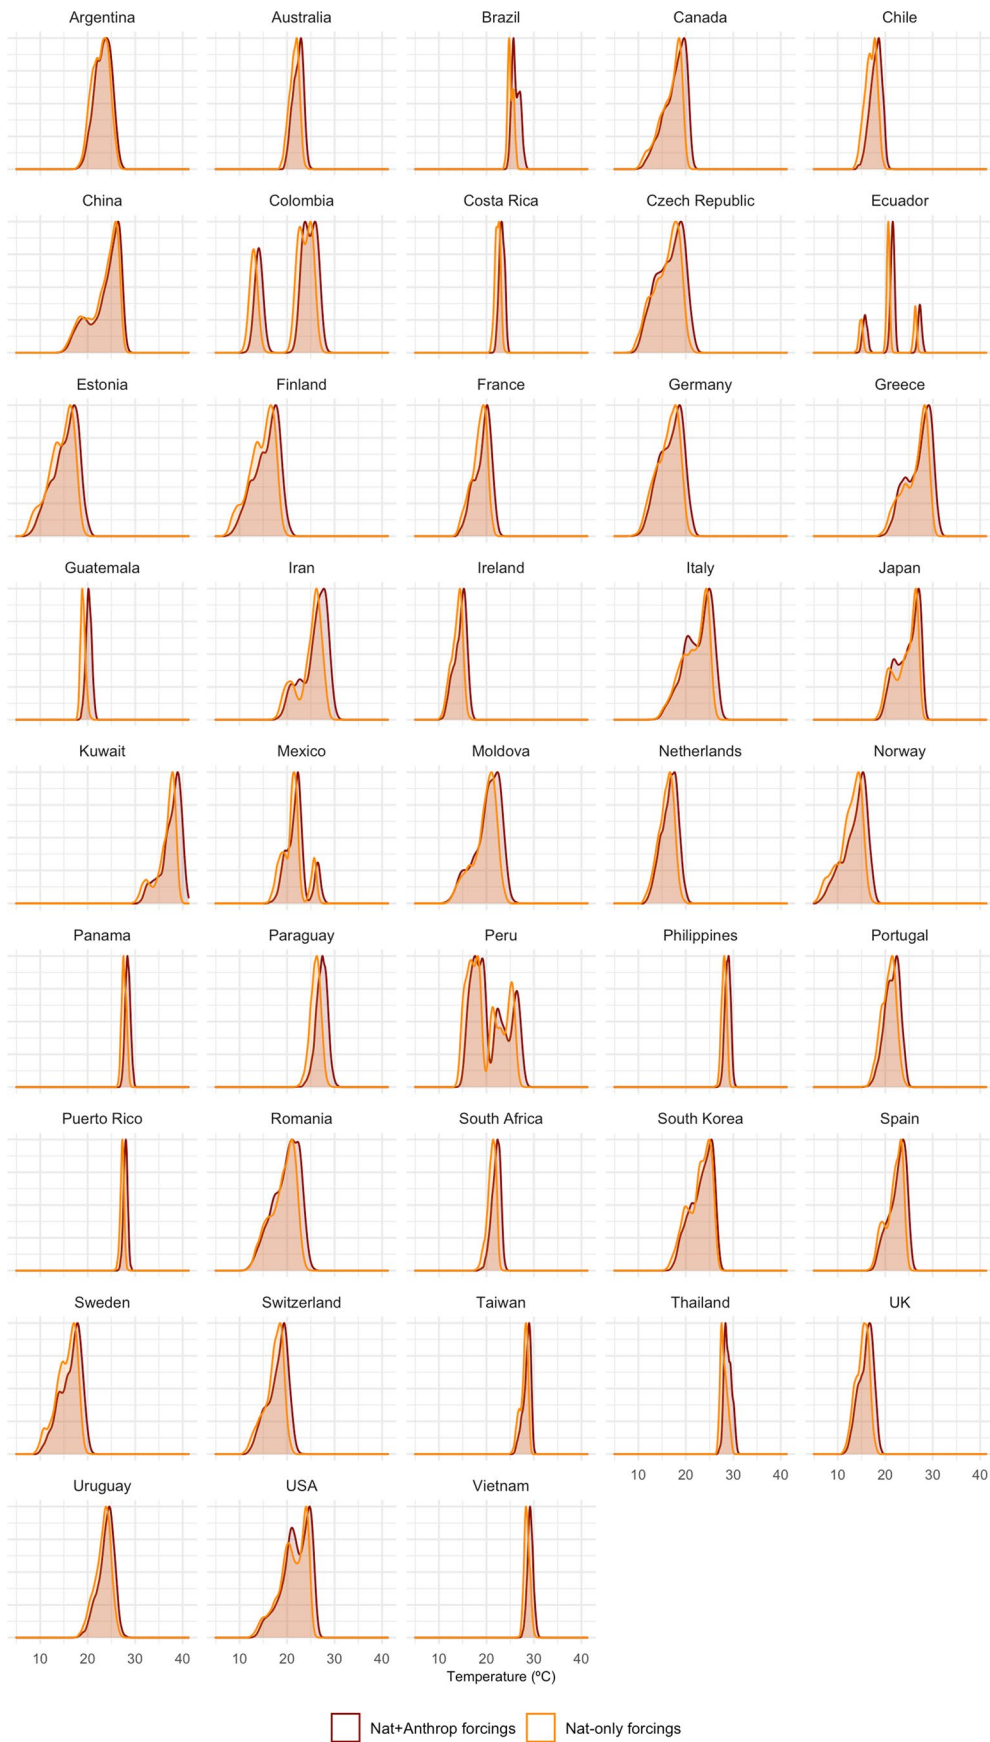 Argentina Australia Brazil Canada Chile
China Colombia Costa Rica Czech Republic Ecuador
Estonia Finland France Germany Greece
Guatemala Iran Ireland Italy Japan
Kuwait Mexico Moldova Netherlands Norway
Panama Paraguay Peru Philippines Portugal
Puerto Rico Romania South Africa South Korea Spain
Sweden Switzerland Taiwan Thailand UK
10 20 30 40 10 20 30 40
Uruguay USA Vietnam
10 20 30 40 10 20 30 40 10 20 30 40
Temperature (ºC)
Nat+Anthrop forcings Nat-only forcings